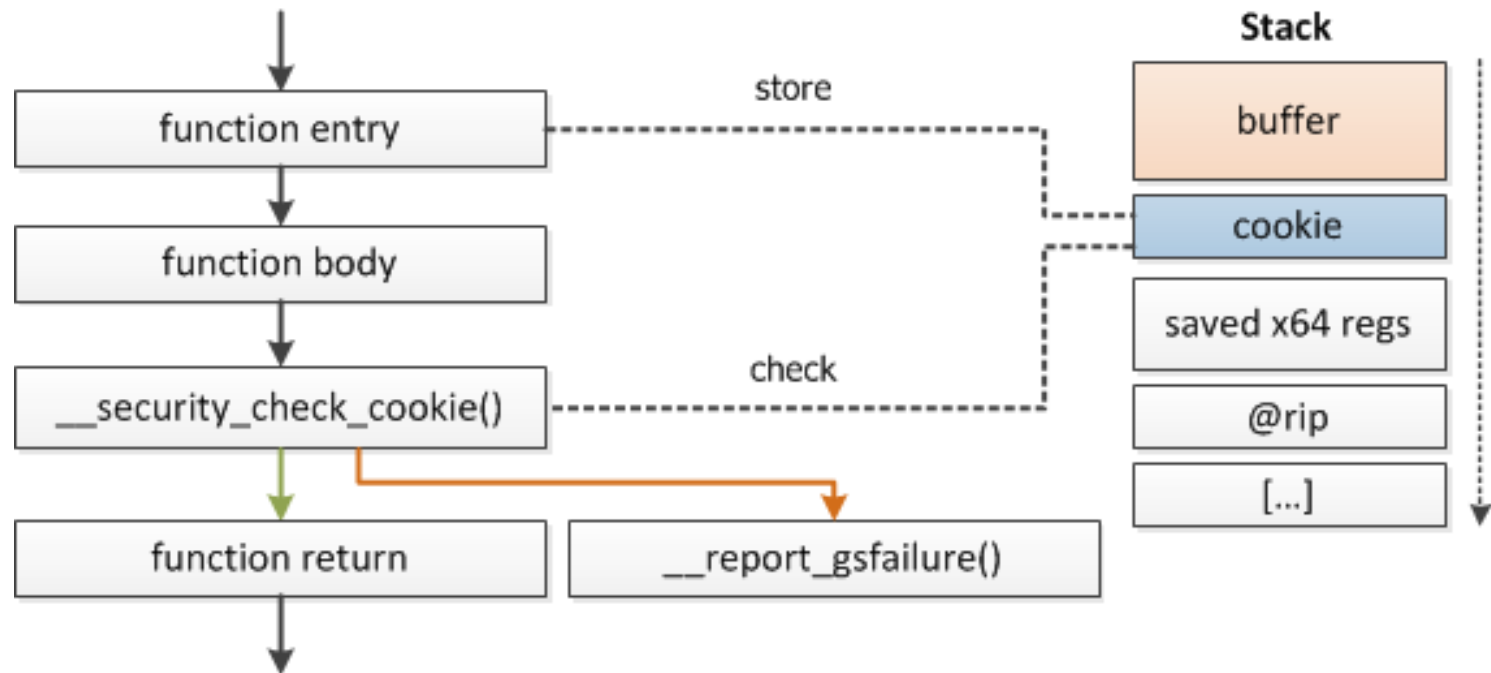 Stack
store
buffer
function entry
cookie
function body
saved x64 regs
check
__security_check_cookie()
@rip
[...]
function return
__report_gsfailure()